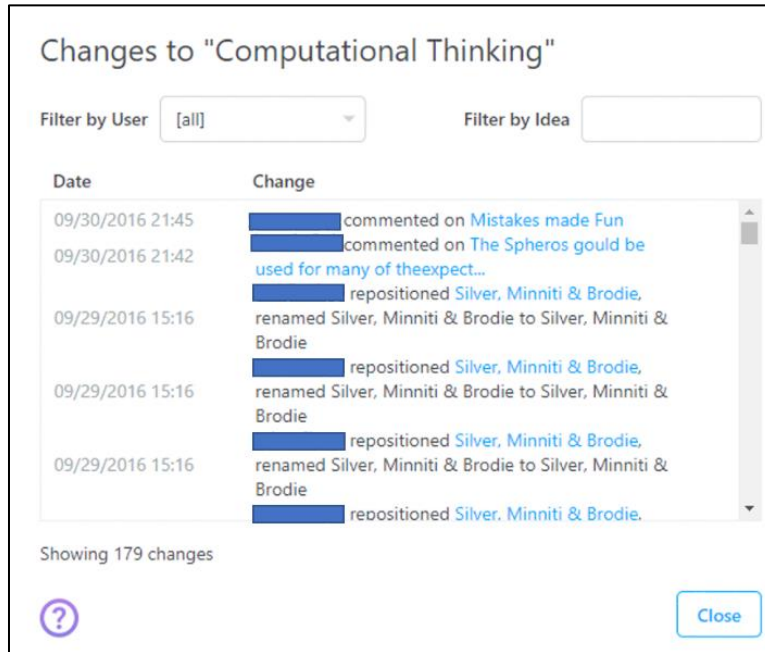 Changes to "Computational Thinking"
Filter by User [all] Filter by Idea
Date Change
09/30/2016 21:45 commented on Mistakes made Fun
09/30/2016 21:42 commented on The Spheros gould be
used for many of theexpect...
repositioned Silver, Minniti & Brodie,
09/29/2016 15:16 renamed Silver, Minniti & Brodie to Silver, Minniti &
Brodie
repositioned Silver, Minniti & Brodie,
09/29/2016 15:16 renamed Silver, Minniti & Brodie to Silver, Minniti &
Brodie
repositioned Silver, Minniti & Brodie,
09/29/2016 15:16 renamed Silver, Minniti & Brodie to Silver, Minniti &
Brodie
repositioned Silver, Minniti & Brodie,
Showing 179 changes
? Close